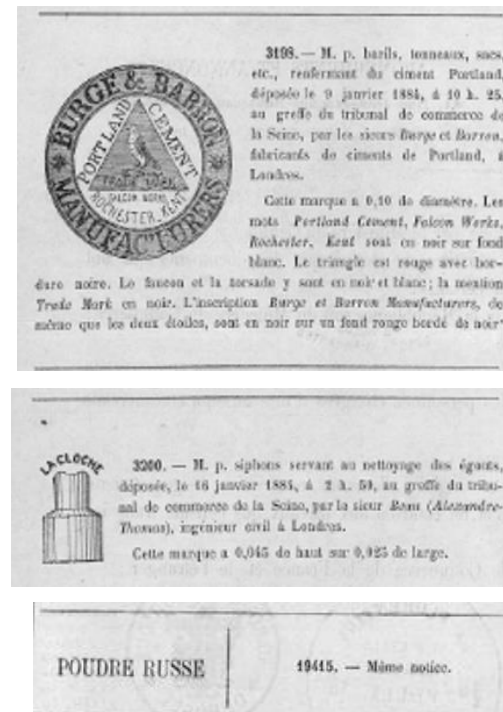 BURGE & BARRON
MANUFACTURERS
PORTLAND CEMENT
TRADE MARK
FALCON WORKS
ROCHESTER, KENT
3198. — M. p. barils, tonneaux, sacs,
etc., renfermant du ciment Portland,
déposée le 9 janvier 1884, à 10 h. 25,
au greffe du tribunal de commerce de
la Seine, par les sieurs Burge et Barron,
fabricants de ciments de Portland, à
Londres.
Cette marque a 0,10 de diamètre. Les
mots Portland Cement, Falcon Works,
Rochester, Kent sont en noir sur fond
blanc. Le triangle est rouge avec bor-
dure noire. Le faucon et la torsade y sont en noir et blanc; la mention
Trade Mark en noir. L'inscription Burge et Barron Manufacturers, de
même que les deux étoiles, sont en noir sur un fond rouge bordé de noir
LA CLOCHE
3200. — M. p. siphons servant au nettoyage des égouts,
déposée, le 16 janvier 1884, à 2 h. 50, au greffe du tribu-
nal de commerce de la Seine, par le sieur (Alexandre-
Thomas), ingénieur civil à Londres.
Cette marque a 0,045 de haut sur 0,025 de large.
POUDRE RUSSE
19415. — Même notice.